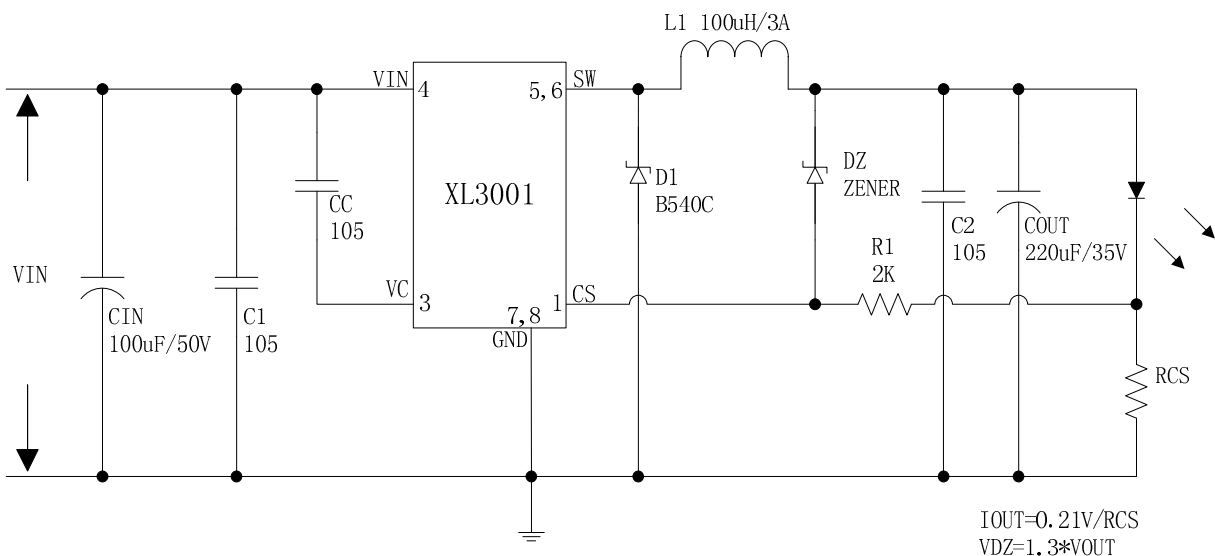 L1 100uH/3A
VIN
4
5,6
SW
XL3001
CC
105
D1
B540C
DZ
ZENER
C2
105
COUT
220uF/35V
R1
2K
VIN
VC
3
1
CS
7,8
GND
CIN
100uF/50V
C1
105
RCS
IOUT=0.21V/RCS
VDZ=1.3*VOUT